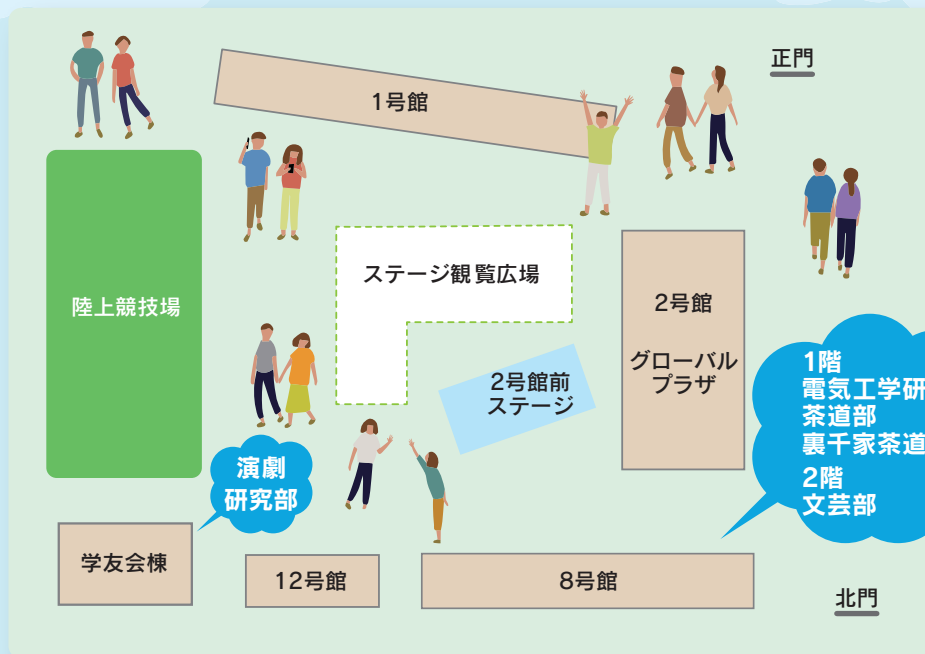 正門
1号館
陸上競技場
ステージ観覧広場
2号館
グローバル
プラザ
2号館前
ステージ
1階
電気工学研
茶道部
裏千家茶道
2階
文芸部
演劇
研究部
学友会棟
12号館
8号館
北門